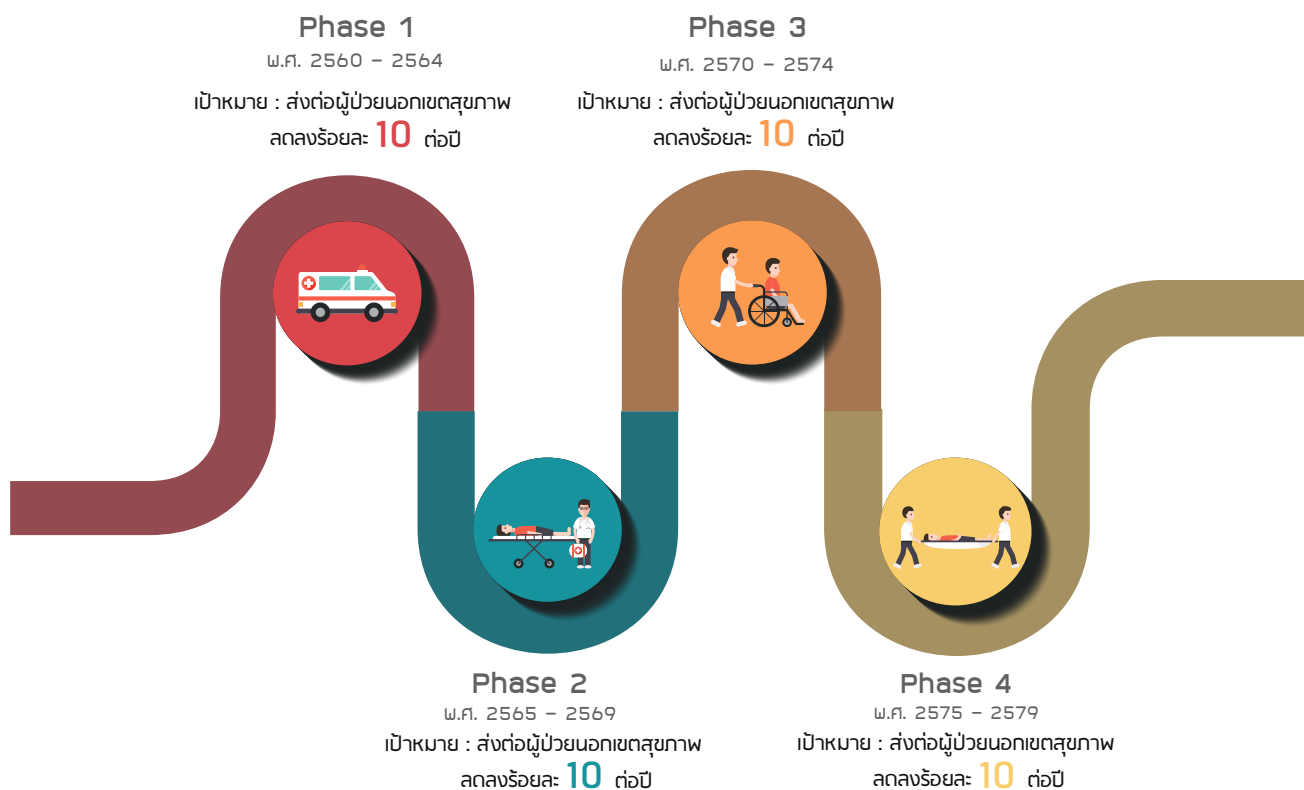 Phase 1
พ.ศ. 2560 – 2564
เป้าหมาย : ส่งต่อผู้ป่วยนอกเขตสุขภาพ
ลดลงร้อยละ 10 ต่อปี
Phase 3
พ.ศ. 2570 – 2574
เป้าหมาย : ส่งต่อผู้ป่วยนอกเขตสุขภาพ
ลดลงร้อยละ 10 ต่อปี
Phase 2
พ.ศ. 2565 – 2569
เป้าหมาย : ส่งต่อผู้ป่วยนอกเขตสุขภาพ
ลดลงร้อยละ 10 ต่อปี
Phase 4
พ.ศ. 2575 – 2579
เป้าหมาย : ส่งต่อผู้ป่วยนอกเขตสุขภาพ
ลดลงร้อยละ 10 ต่อปี